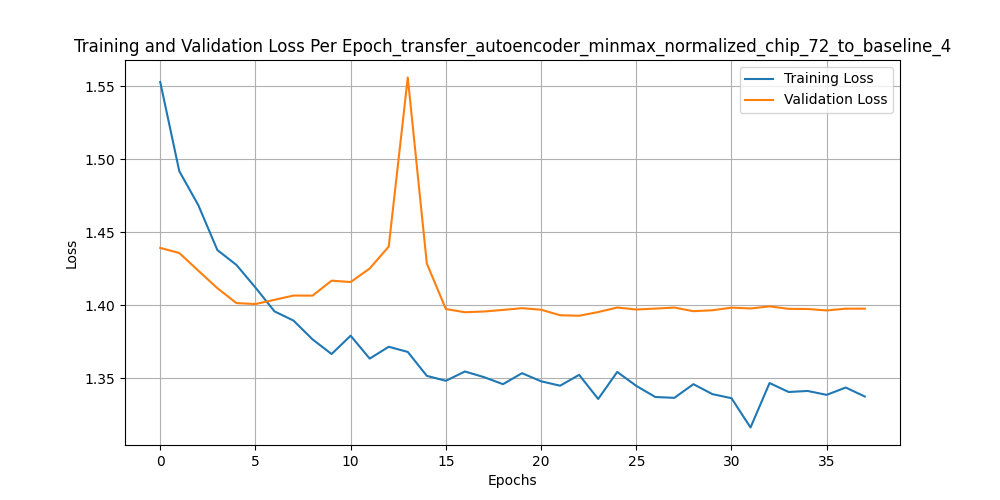 Training and Validation Loss Per Epoch_transfer_autoencoder_minmax_normalized_chip_72_to_baseline_4
Training Loss
Validation Loss
1.55
1.50
1.45
1.40
1.35
Loss
0 5 10 15 20 25 30 35
Epochs